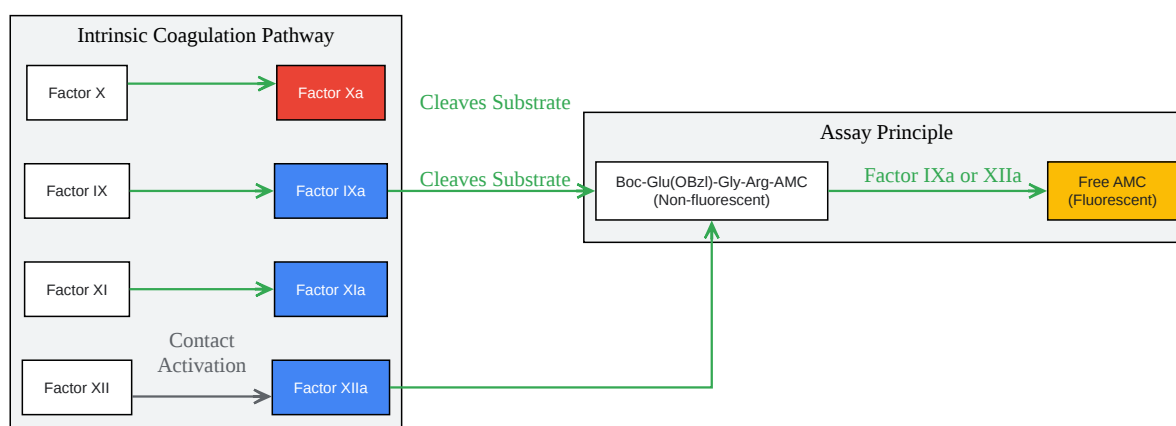 Intrinsic Coagulation Pathway
Factor X
Factor Xa
Cleaves Substrate
Assay Principle
Factor IX
Factor IXa
Cleaves Substrate
Boc-Glu(OBzl)-Gly-Arg-AMC
(Non-fluorescent)
Factor IXa or XIIa
Free AMC
(Fluorescent)
Factor XI
Factor XIa
Contact
Activation
Factor XII
Factor XIIa